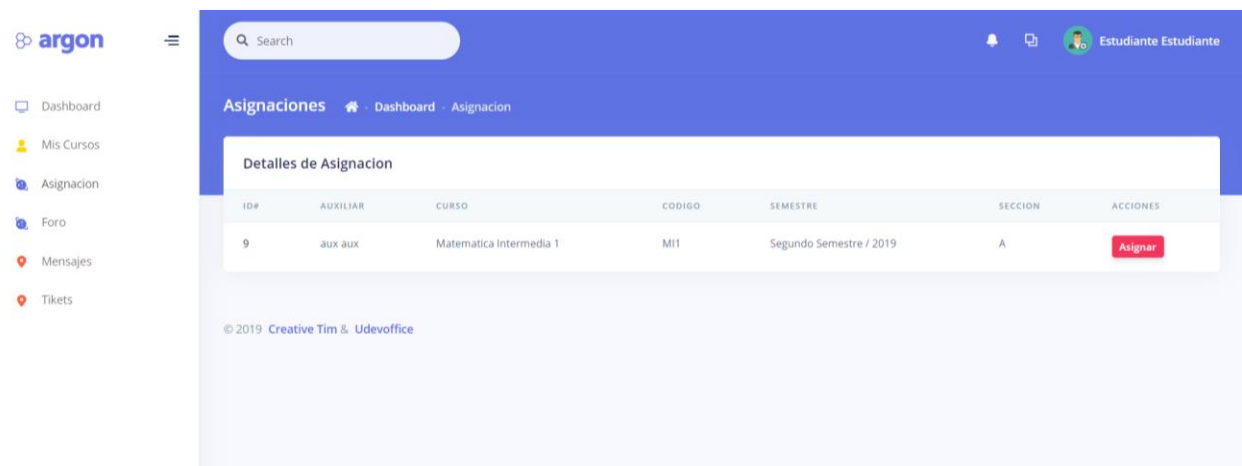 argon
Search
Estudiante Estudiante
Dashboard
Mis Cursos
Asignacion
Foro
Mensajes
Tikets
Asignaciones - Dashboard - Asignacion
Detalles de Asignacion
ID# AUXILIAR CURSO CODIGO SEMESTRE SECCION ACCIONES
9 aux aux Matematica Intermedia 1 MI1 Segundo Semestre / 2019 A Asignar
© 2019 Creative Tim & Udevoffice